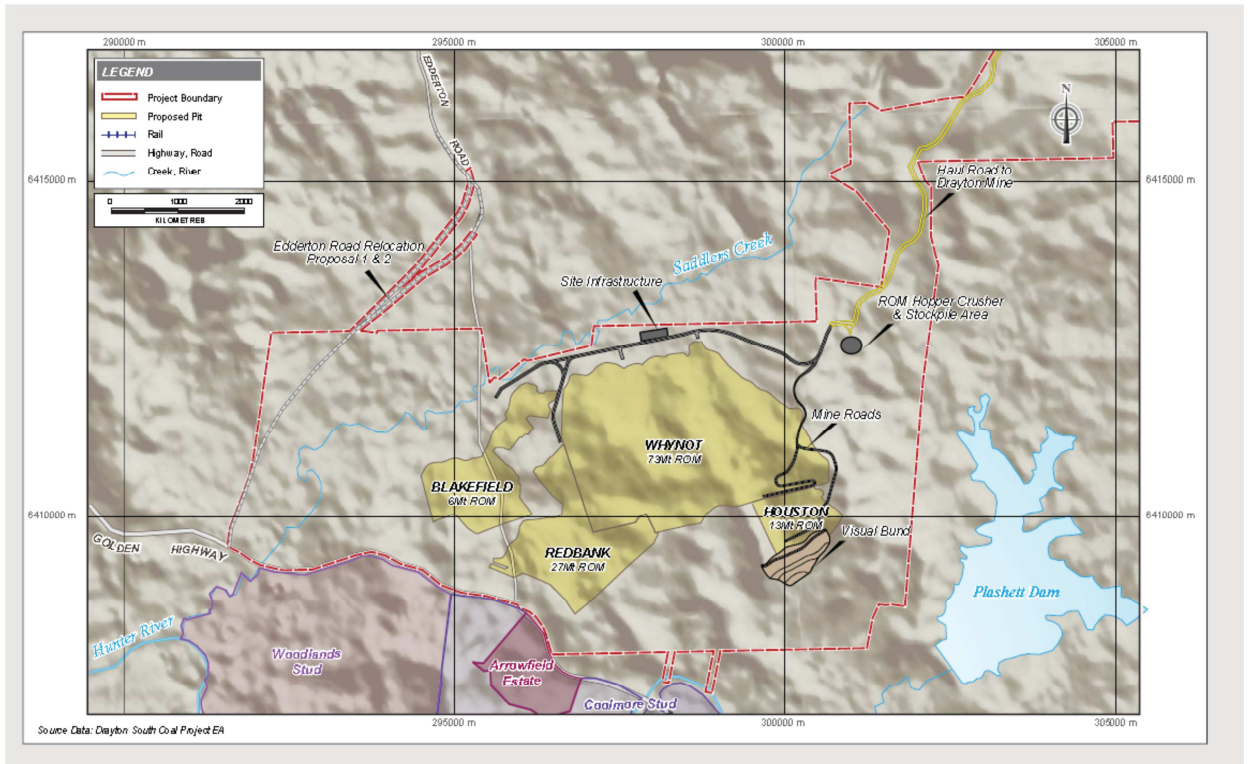 290000 m
295000 m
300000 m
305000 m
LEGEND
Project Boundary
Proposed Pit
Rail
Highway, Road
Creek, River
0 1000 2000
KILOMETRES
EDDERTON
ROAD
N
6415000 m
6415000 m
Haul Road to
Drayton Mine
Edderton Road Relocation
Proposal 1 & 2
Saddlers Creek
Site Infrastructure
ROM Hopper Crusher
& Stockpile Area
Mine Roads
WHYNOT
73Mt ROM
BLAKEFIELD
6Mt ROM
HOUSTON
13Mt ROM
6410000 m
6410000 m
GOLDEN HIGHWAY
Visual Bund
REDBANK
27Mt ROM
Plashett Dam
Hunter River
Woodlands
Stud
Arrowfield
Estate
Coolmore Stud
295000 m
300000 m
305000 m
Source Data: Drayton South Coal Project EA